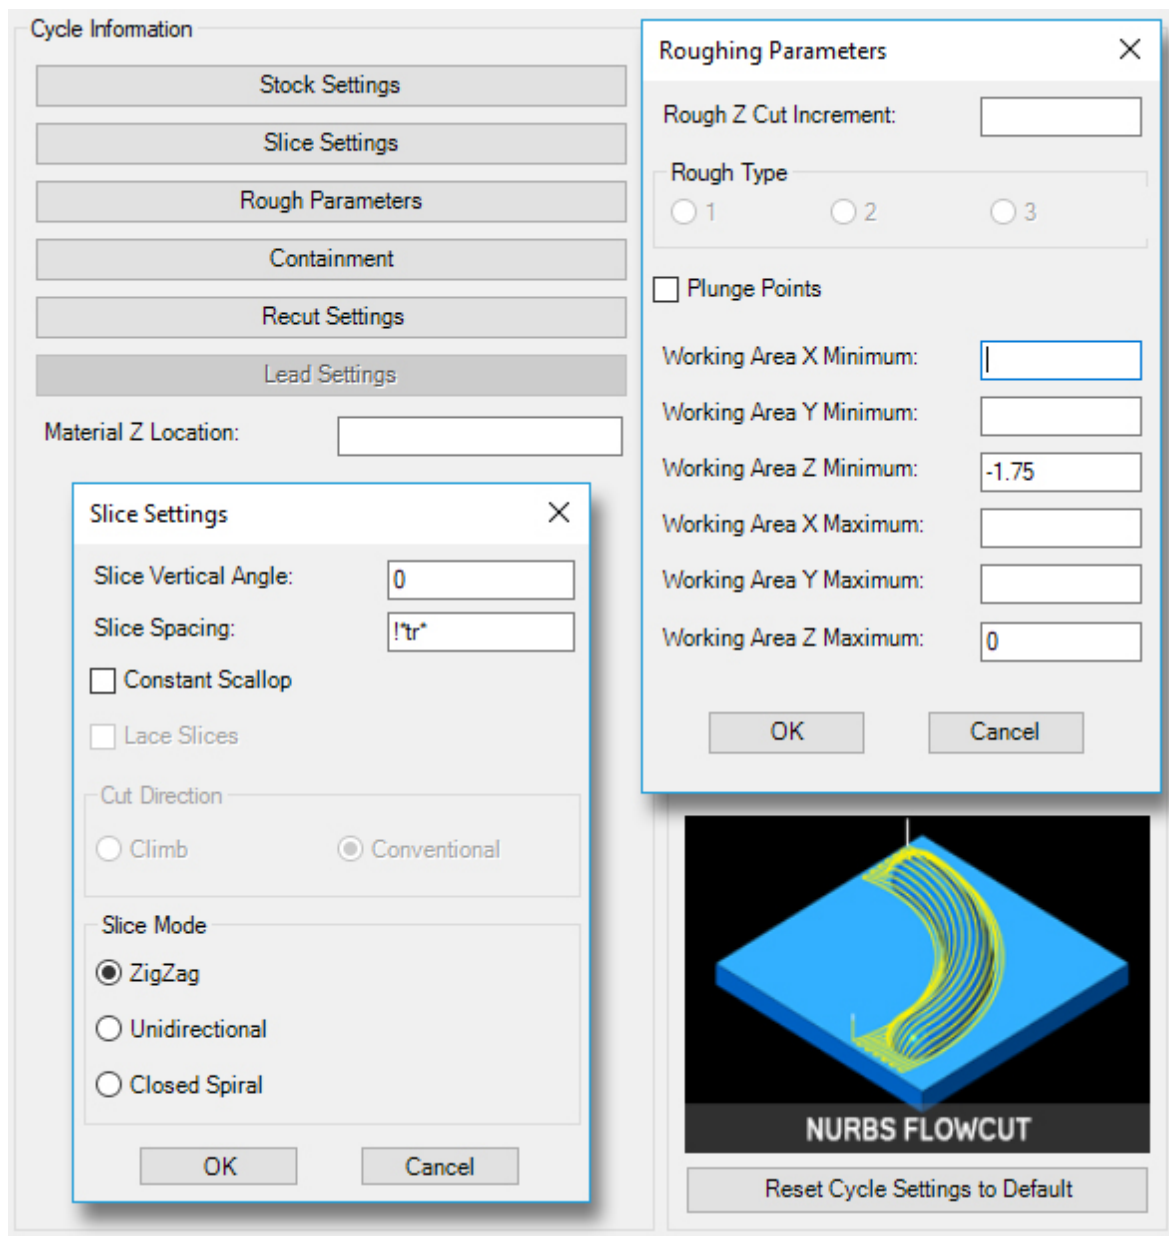 Cycle Information
Stock Settings
Slice Settings
Rough Parameters
Containment
Recut Settings
Lead Settings
Material Z Location:
Slice Settings
Slice Vertical Angle: 0
Slice Spacing: !*tr*
Constant Scallop
Lace Slices
Cut Direction
Climb Conventional
Slice Mode
ZigZag
Unidirectional
Closed Spiral
OK Cancel
Roughing Parameters
Rough Z Cut Increment:
Rough Type
1 2 3
Plunge Points
Working Area X Minimum:
Working Area Y Minimum:
Working Area Z Minimum: -1.75
Working Area X Maximum:
Working Area Y Maximum:
Working Area Z Maximum: 0
OK Cancel
NURBS FLOWCUT
Reset Cycle Settings to Default